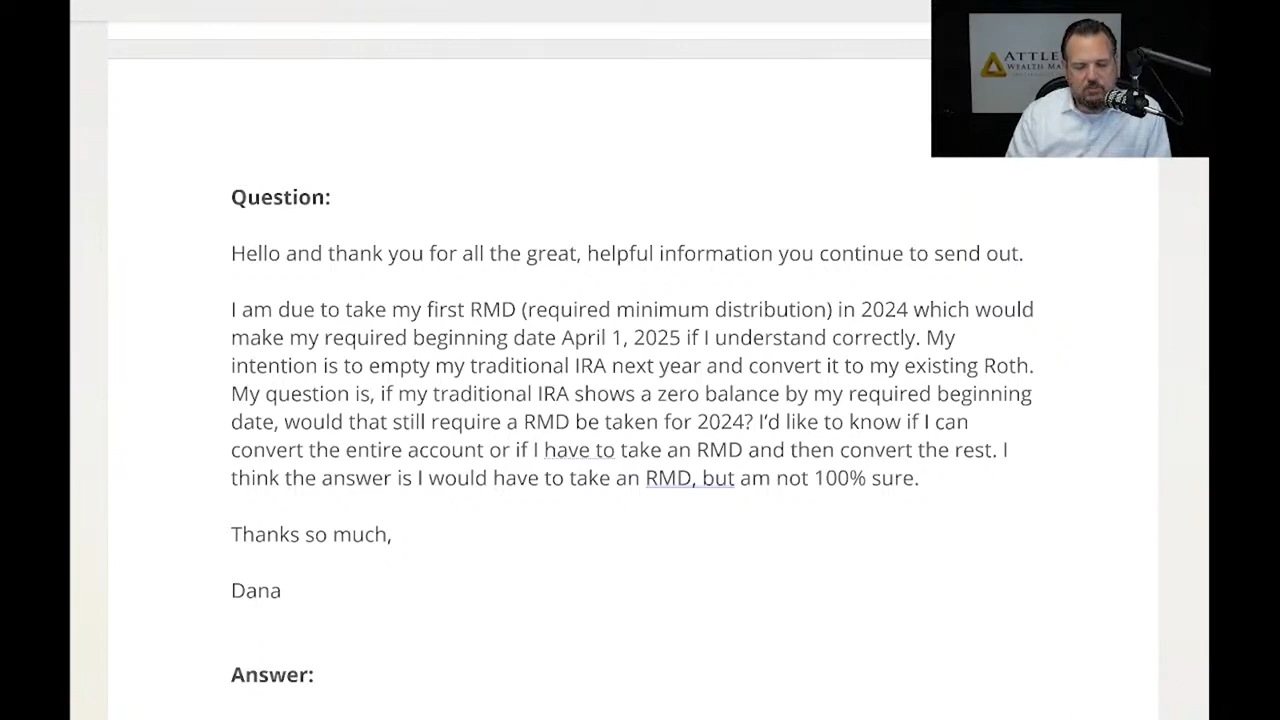 ATTLE
WEALTH MA
Question:
Hello and thank you for all the great, helpful information you continue to send out.
I am due to take my first RMD (required minimum distribution) in 2024 which would
make my required beginning date April 1, 2025 if I understand correctly. My
intention is to empty my traditional IRA next year and convert it to my existing Roth.
My question is, if my traditional IRA shows a zero balance by my required beginning
date, would that still require a RMD be taken for 2024? I’d like to know if I can
convert the entire account or if I have to take an RMD and then convert the rest. I
think the answer is I would have to take an RMD, but am not 100% sure.
Thanks so much,
Dana
Answer: